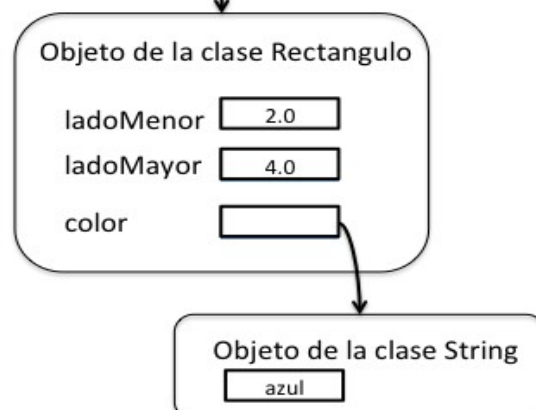 Objeto de la clase Rectangulo
ladoMenor 2.0
ladoMayor 4.0
color
Objeto de la clase String
azul